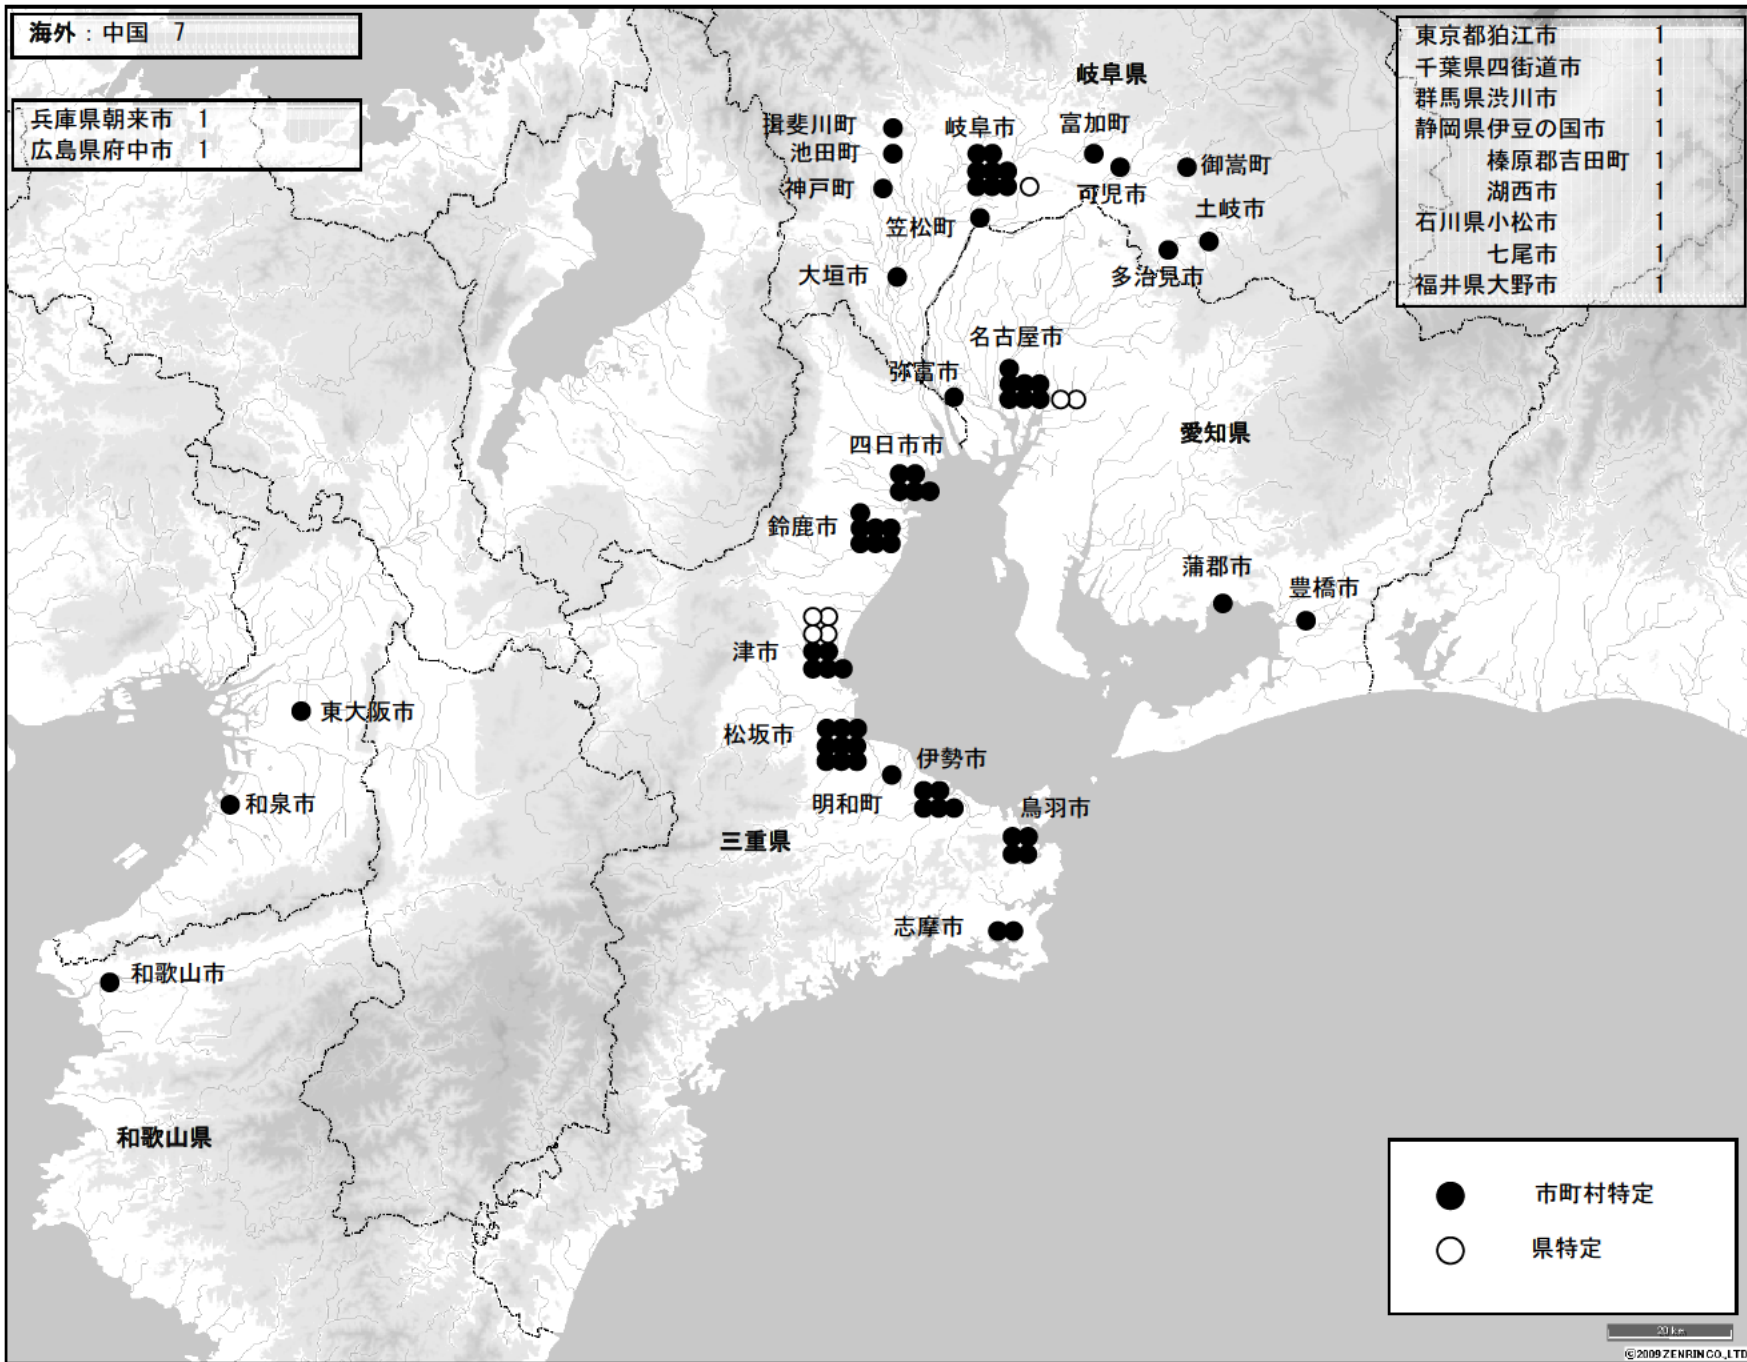 海外：中国　7
兵庫県朝来市　1
広島県府中市　1
東京都狛江市　1
千葉県四街道市　1
群馬県渋川市　1
静岡県伊豆の国市　1
榛原郡吉田町　1
湖西市　1
石川県小松市　1
七尾市　1
福井県大野市　1
岐阜県
揖斐川町
岐阜市
富加町
池田町
御嵩町
神戸町
可児市
土岐市
笠松町
大垣市
多治見市
名古屋市
弥富市
愛知県
四日市市
鈴鹿市
蒲郡市
豊橋市
津市
東大阪市
松坂市
伊勢市
和泉市
明和町
鳥羽市
三重県
志摩市
和歌山市
和歌山県
市町村特定
県特定
20 km
©2009 ZENRIN CO., LTD